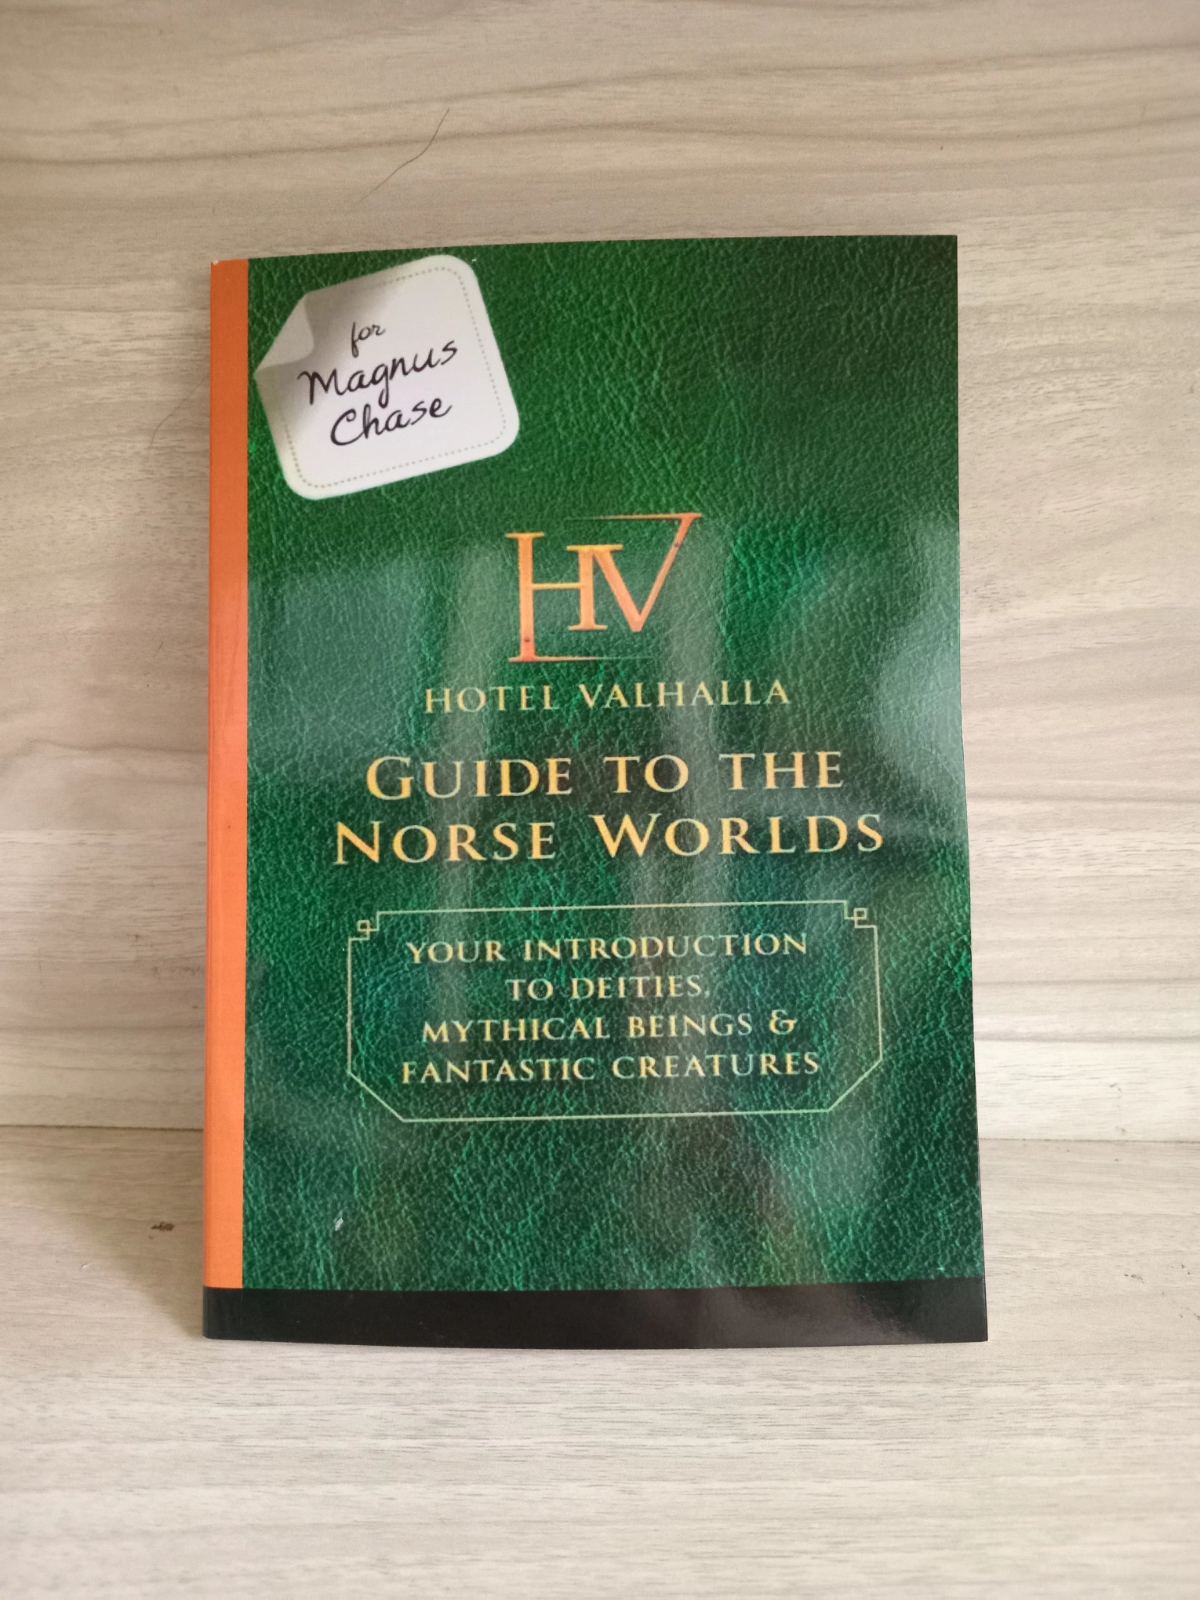 for
Magnus
Chase
HV
HOTEL VALHALLA
GUIDE TO THE
NORSE WORLDS
YOUR INTRODUCTION
TO DEITIES,
MYTHICAL BEINGS &
FANTASTIC CREATURES